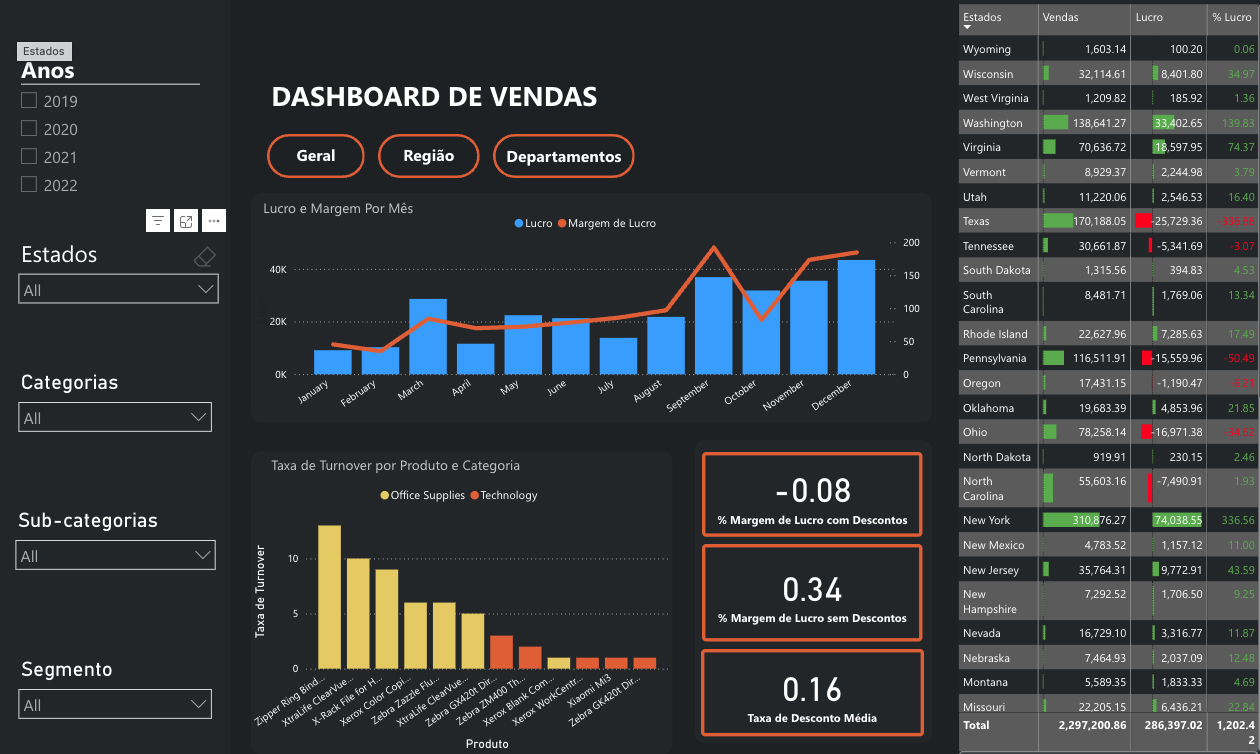 Estados
Anos
2019
2020
2021
2022
Estados
All
Categorias
All
Sub-categorias
All
Segmento
All
DASHBOARD DE VENDAS
Geral Região Departamentos
Lucro e Margem Por Mês
Lucro Margem de Lucro
40K
20K
0K
200
150
100
50
0
January February March April May June July August September October November December
Taxa de Turnover por Produto e Categoria
Office Supplies Technology
Taxa de Turnover
10
5
0
Zipper Ring Bind... XtraLife ClearVue... X-Rack File for H... Xerox Color Copi... Zebra Zazzle Flu... XtraLife ClearVue... Zebra GX420t Dir... Zebra ZM400 Th... Xerox Blank Com... Xerox WorkCentr... Xiaomi Mi3 Zebra GK420t Dir...
Produto
-0.08
% Margem de Lucro com Descontos
0.34
% Margem de Lucro sem Descontos
0.16
Taxa de Desconto Média
Estados Vendas Lucro % Lucro
Wyoming 1,603.14 100.20 0.06
Wisconsin 32,114.61 8,401.80 34.97
West Virginia 1,209.82 185.92 1.36
Washington 138,641.27 33,402.65 139.83
Virginia 70,636.72 18,597.95 74.37
Vermont 8,929.37 2,244.98 3.79
Utah 11,220.06 2,546.53 16.40
Texas 170,188.05 -25,729.36
Tennessee 30,661.87 -5,341.69 -3.07
South Dakota 1,315.56 394.83 4.53
South
Carolina 8,481.71 1,769.06 13.34
Rhode Island 22,627.96 7,285.63 17.49
Pennsylvania 116,511.91 -15,559.96 -50.49
Oregon 17,431.15 -1,190.47
Oklahoma 19,683.39 4,853.96 21.85
Ohio 78,258.14 -16,971.38
North Dakota 919.91 230.15 2.46
North
Carolina 55,603.16 -7,490.91 1.93
New York 310,876.27 74,038.55 336.56
New Mexico 4,783.52 1,157.12 11.00
New Jersey 35,764.31 9,772.91 43.59
New
Hampshire 7,292.52 1,706.50 9.25
Nevada 16,729.10 3,316.77 11.87
Nebraska 7,464.93 2,037.09 12.48
Montana 5,589.35 1,833.33 4.69
Missouri 22,205.15 6,436.21 22.84
Total 2,297,200.86 286,397.02 1,202.4
2